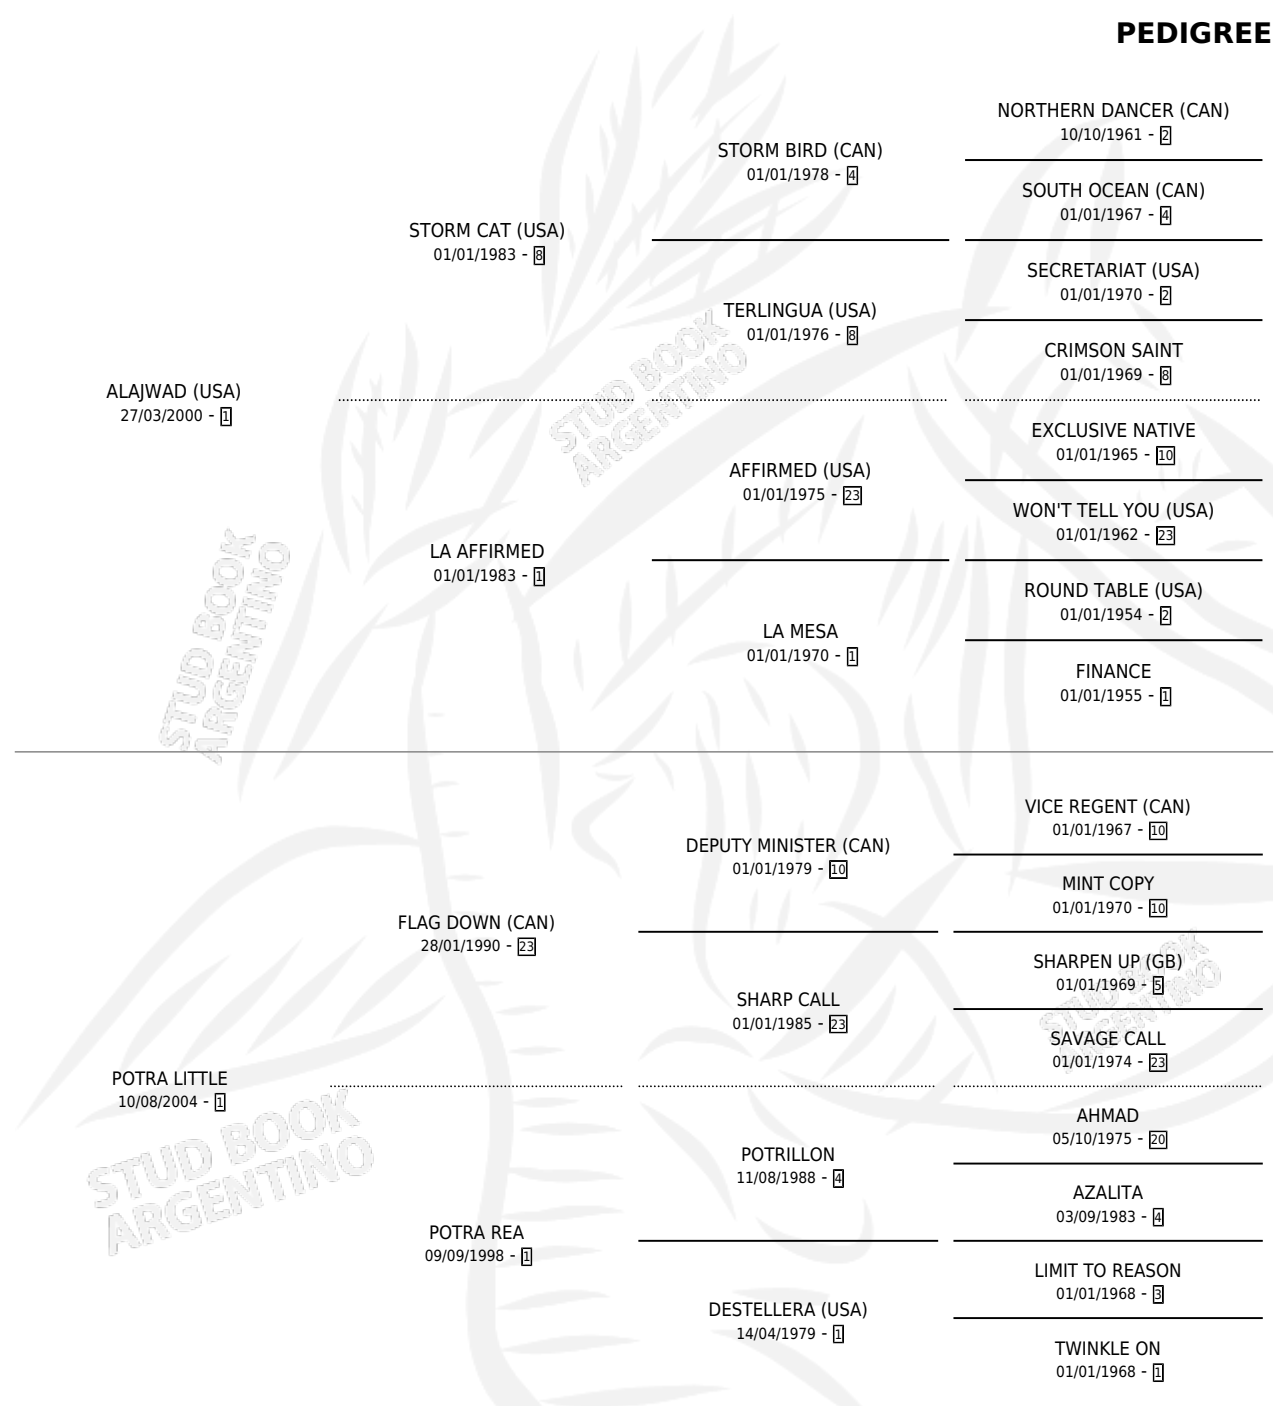 PEDIGREE
NORTHERN DANCER (CAN)
10/10/1961 - 2
STORM BIRD (CAN)
01/01/1978 - 4
SOUTH OCEAN (CAN)
01/01/1967 - 4
STORM CAT (USA)
01/01/1983 - 8
SECRETARIAT (USA)
01/01/1970 - 2
TERLINGUA (USA)
01/01/1976 - 8
CRIMSON SAINT
01/01/1969 - 8
ALAJWAD (USA)
27/03/2000 - 1
EXCLUSIVE NATIVE
01/01/1965 - 10
AFFIRMED (USA)
01/01/1975 - 23
WON'T TELL YOU (USA)
01/01/1962 - 23
LA AFFIRMED
01/01/1983 - 1
ROUND TABLE (USA)
01/01/1954 - 2
LA MESA
01/01/1970 - 1
FINANCE
01/01/1955 - 1
VICE REGENT (CAN)
01/01/1967 - 10
DEPUTY MINISTER (CAN)
01/01/1979 - 10
MINT COPY
01/01/1970 - 10
FLAG DOWN (CAN)
28/01/1990 - 23
SHARPEN UP (GB)
01/01/1969 - 5
SHARP CALL
01/01/1985 - 23
SAVAGE CALL
01/01/1974 - 23
POTRA LITTLE
10/08/2004 - 1
AHMAD
05/10/1975 - 20
POTRILLON
11/08/1988 - 4
AZALITA
03/09/1983 - 4
POTRA REA
09/09/1998 - 1
LIMIT TO REASON
01/01/1968 - 3
DESTELLERA (USA)
14/04/1979 - 1
TWINKLE ON
01/01/1968 - 1
STUD BOOK
ARGENTINO
STUD BOOK
ARGENTINO
STUD BOOK
ARGENTINO
STUD BOOK
ARGENTINO